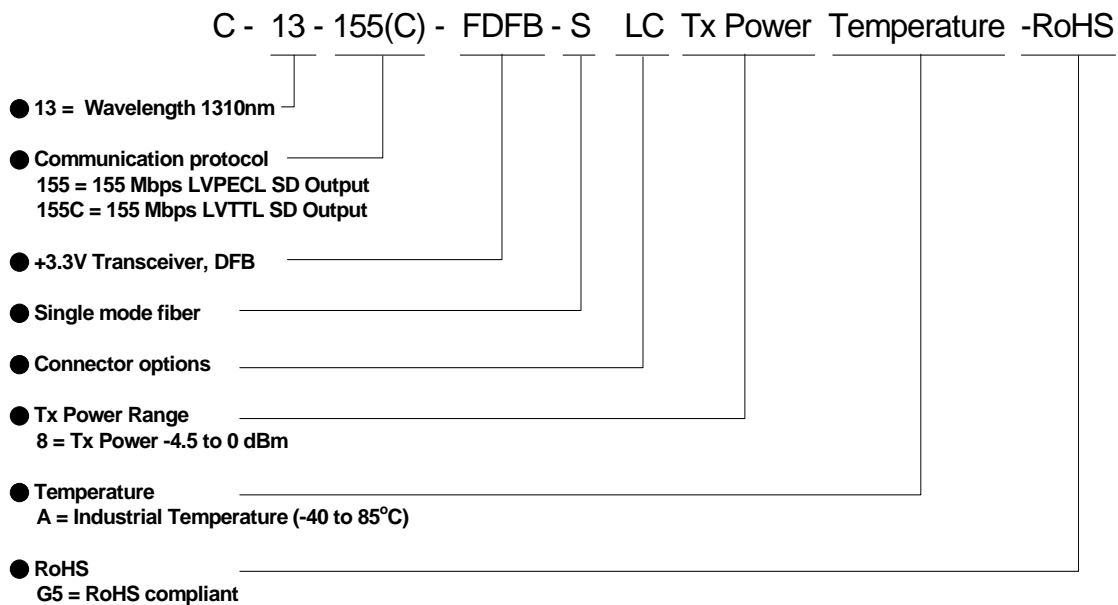 C - 13 - 155(C) - FDFB - S LC Tx Power Temperature -RoHS
● 13 = Wavelength 1310nm
● Communication protocol
155 = 155 Mbps LVPECL SD Output
155C = 155 Mbps LVTTL SD Output
● +3.3V Transceiver, DFB
● Single mode fiber
● Connector options
● Tx Power Range
8 = Tx Power -4.5 to 0 dBm
● Temperature
A = Industrial Temperature (-40 to 85°C)
● RoHS
G5 = RoHS compliant